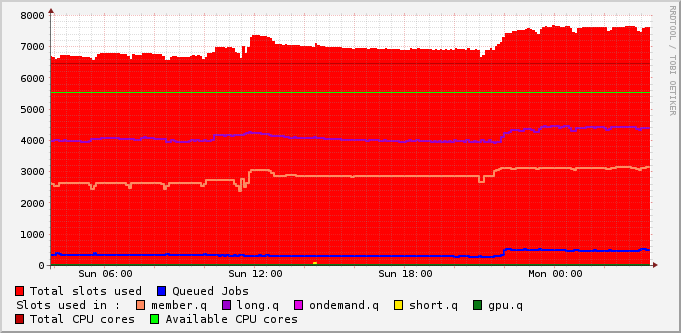 RRDTOOL / TOBI OETIKER
8000
7000
6000
5000
4000
3000
2000
1000
0
Sun 06:00 Sun 12:00 Sun 18:00 Mon 00:00
Total slots used Queued Jobs
Slots used in : member.q long.q ondemand.q short.q gpu.q
Total CPU cores Available CPU cores